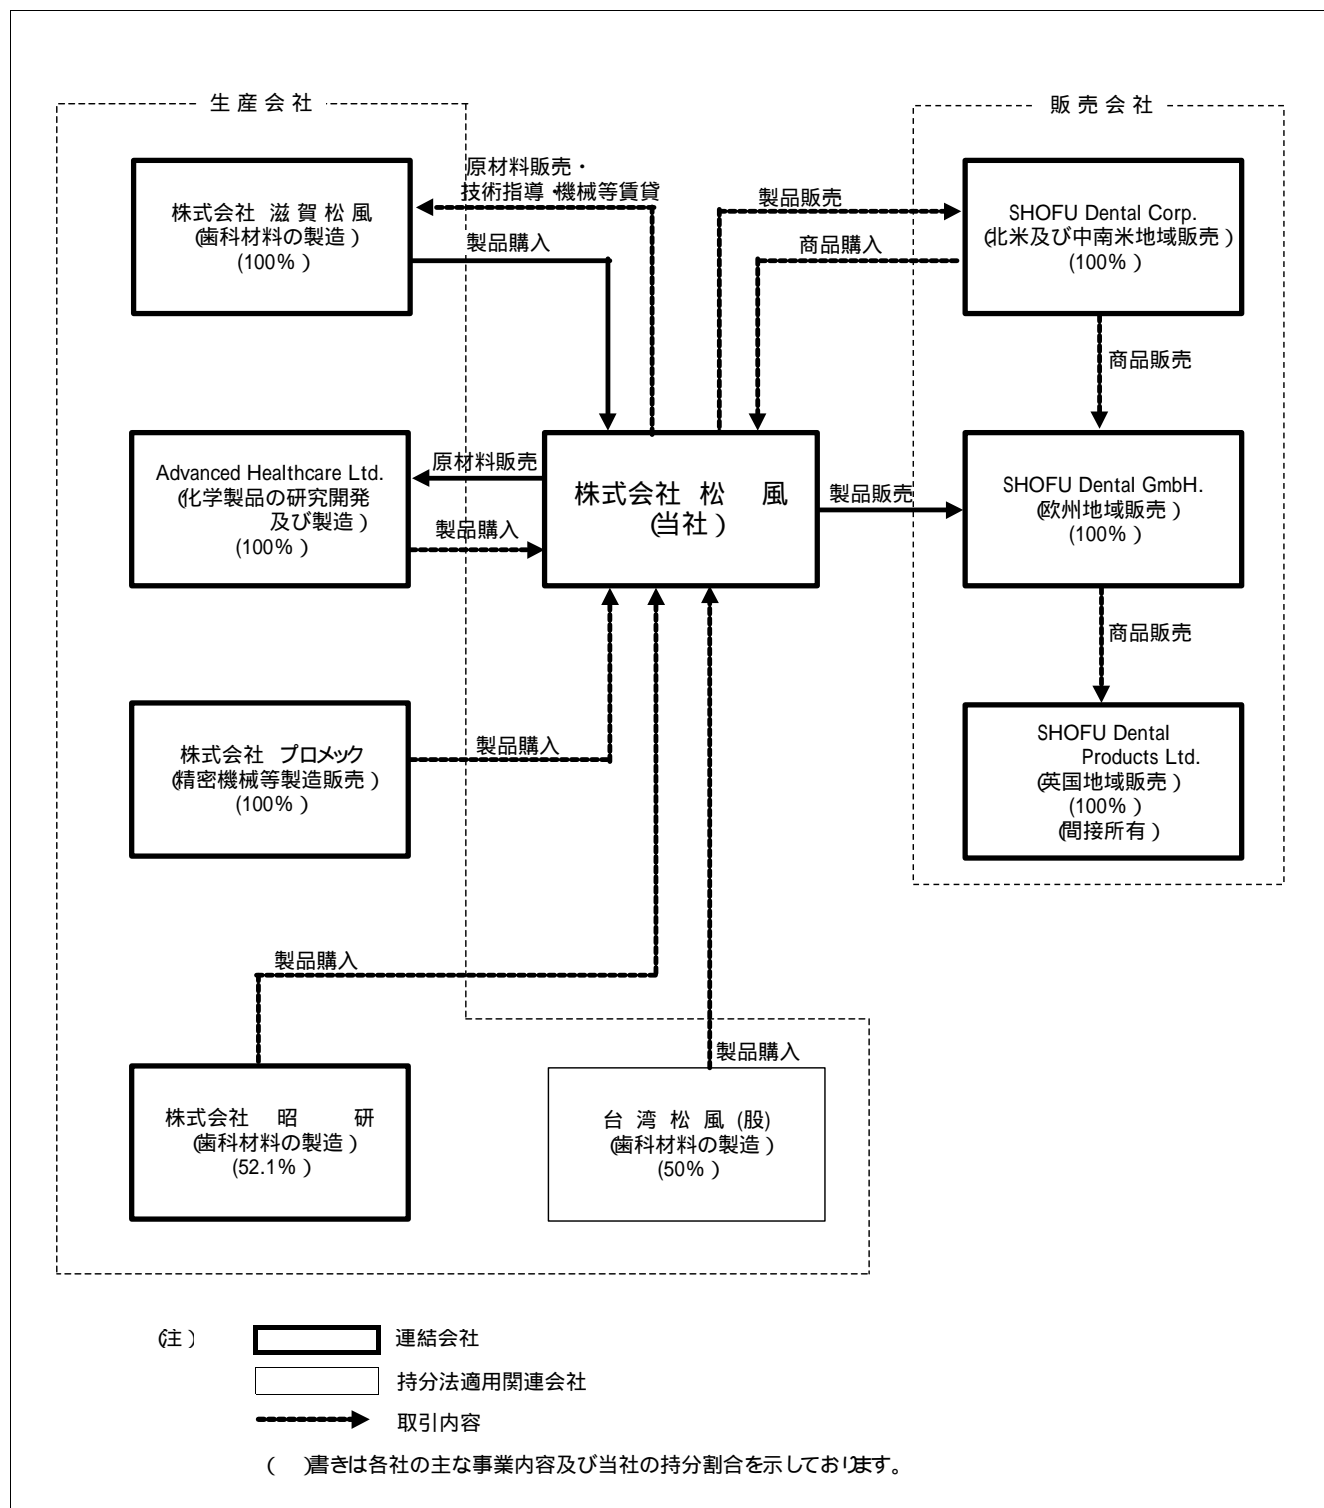 生産会社
販売会社
株式会社 滋賀松風
(歯科材料の製造)
(100%)
原材料販売・
技術指導・機械等賃貸
製品購入
製品販売
商品購入
SHOFU Dental Corp.
(北米及び中南米地域販売)
(100%)
商品販売
Advanced Healthcare Ltd.
(化学製品の研究開発
及び製造)
(100%)
原材料販売
製品購入
株式会社 松 風
(当社)
製品販売
SHOFU Dental GmbH.
(欧州地域販売)
(100%)
商品販売
株式会社 プロメック
(精密機械等製造販売)
(100%)
製品購入
SHOFU Dental
Products Ltd.
(英国地域販売)
(100%)
(間接所有)
製品購入
製品購入
株式会社 昭 研
(歯科材料の製造)
(52.1%)
台 湾 松 風 (股)
(歯科材料の製造)
(50%)
(注)
連結会社
持分法適用関連会社
取引内容
( )書きは各社の主な事業内容及び当社の持分割合を示しております。